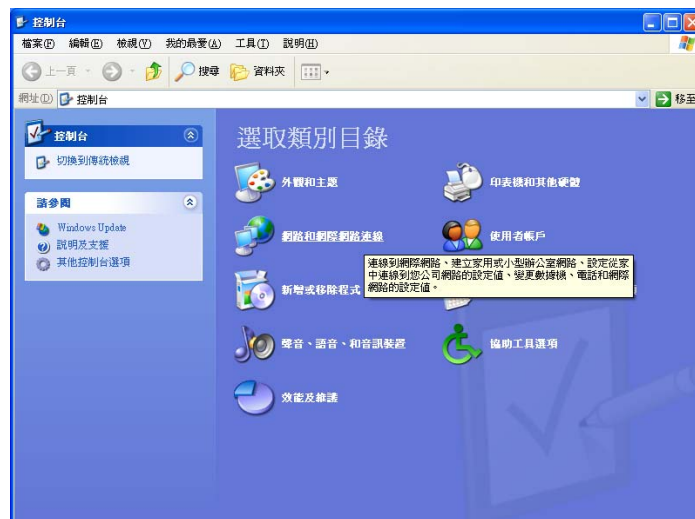 控制台
檔案(F) 編輯(E) 檢視(V) 我的最愛(A) 工具(T) 說明(H)
上一頁 搜尋 資料夾
網址(D) 控制台 移至
控制台
切換到傳統檢視
請參閱
Windows Update
說明及支援
其他控制台選項
選取類別目錄
外觀和主題
印表機和其他硬體
網路和網際網路連線
使用者帳戶
連線到網際網路、建立家用或小型辦公室網路、設定從家
中連線到您公司網路的設定值、變更數據機、電話和網際
網路的設定值。
新增或移除程式
聲音、語音、和音訊裝置
協助工具選項
效能及維護